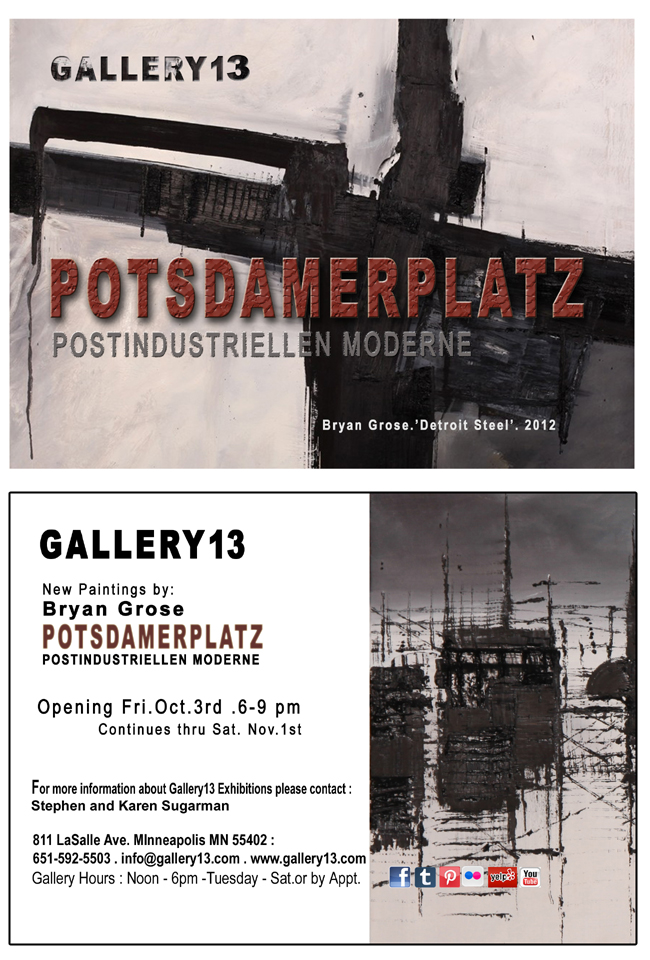 GALLERY13
POTSDAMERPLATZ
POSTINDUSTRIELLEN MODERNE
Bryan Grose.'Detroit Steel'. 2012
GALLERY13
New Paintings by:
Bryan Grose
POTSDAMERPLATZ
POSTINDUSTRIELLEN MODERNE
Opening Fri.Oct.3rd .6-9 pm
Continues thru Sat. Nov.1st
For more information about Gallery13 Exhibitions please contact :
Stephen and Karen Sugarman
811 LaSalle Ave. MInneapolis MN 55402 :
651-592-5503 . info@gallery13.com . www.gallery13.com
Gallery Hours : Noon - 6pm -Tuesday - Sat.or by Appt.
f t p yelp You Tube